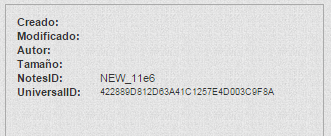 Creado:
Modificado:
Autor:
Tamaño:
NotesID: NEW_11e6
UniversalID: 422889D812D63A41C1257E4D003C9F8A